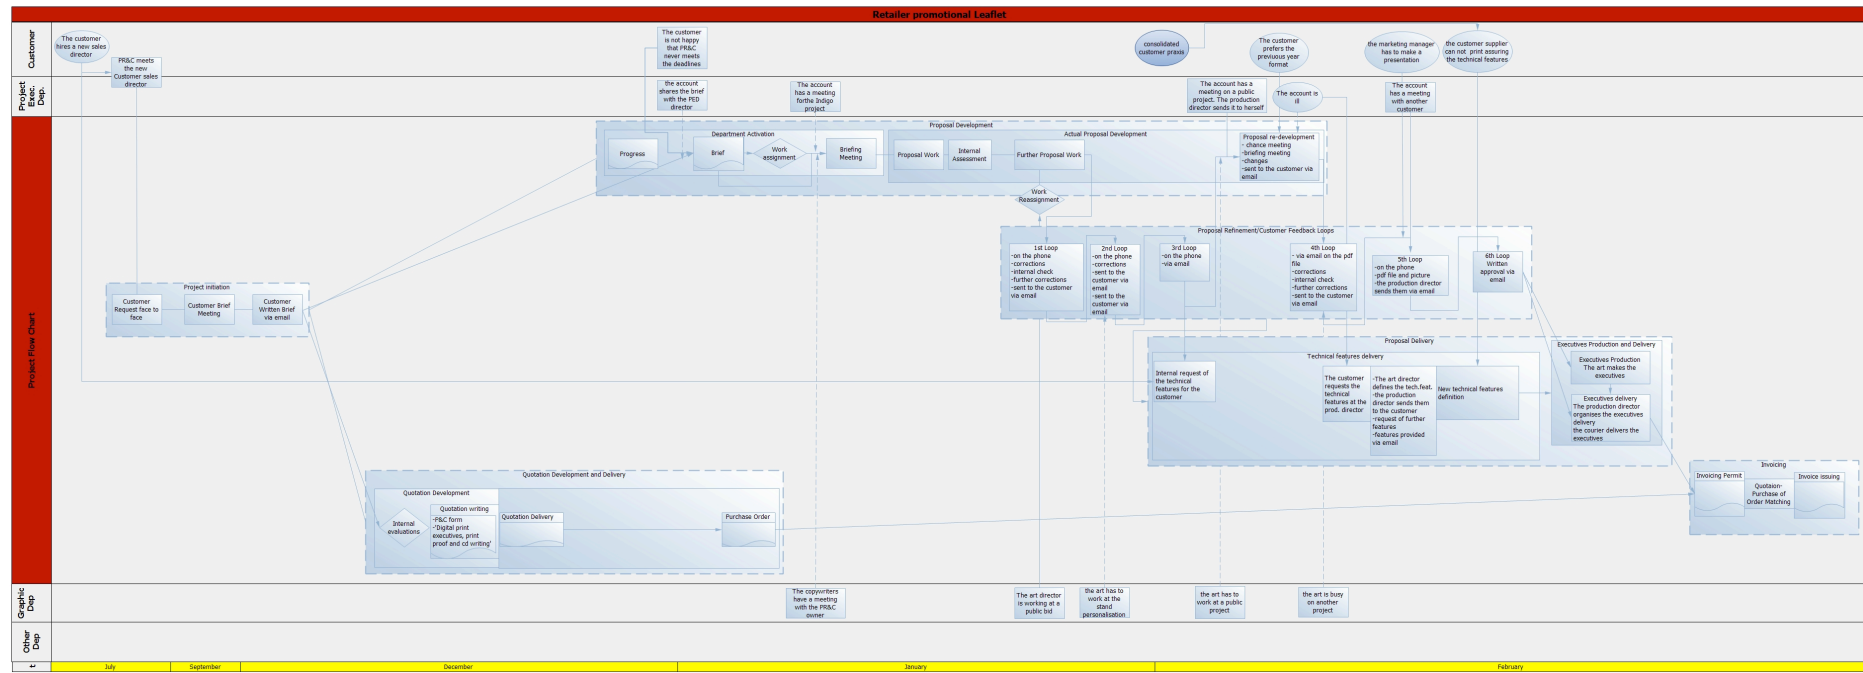 Retailer promotional Leaflet
Customer
The customer
hires a new sales
director
PR&C meets
the new
Customer sales
director
The customer
is not happy
that PR&C
never meets
the deadlines
consolidated
customer praxis
The customer
prefers the
previuous year
format
the marketing manager
has to make a
presentation
the customer supplier
can not print assuring
the technical features
Project
Exec.
Dep.
the account
shares the brief
with the PED
director
The account
has a meeting
forthe Indigo
project
The account has a
meeting on a public
project. The production
director sends it to herself
The account is
ill
The account
has a meeting
with another
customer
Project Flow Chart
Proposal Development
Department Activation
Progress
Brief
Work
assignment
Briefing
Meeting
Actual Proposal Development
Proposal Work
Internal
Assessment
Further Proposal Work
Proposal re-development
- chance meeting
-briefing meeting
-changes
-sent to the customer via
email
Work
Reassignment
Proposal Refinement/Customer Feedback Loops
1st Loop
-on the phone
-corrections
-internal check
-further corrections
-sent to the customer
via email
2nd Loop
-on the phone
-corrections
-sent to the
customer via
email
-sent to the
customer via
email
3rd Loop
-on the phone
-via email
4th Loop
- via email on the pdf
file
-corrections
-internal check
-further corrections
-sent to the customer
via email
5th Loop
-on the phone
-pdf file and picture
-the production director
sends them via email
6th Loop
Written
approval via
email
Project initiation
Customer
Request face to
face
Customer Brief
Meeting
Customer
Written Brief
via email
Proposal Delivery
Technical features delivery
Internal request of
the technical
features for the
customer
The customer
requests the
technical
features at the
prod. director
-The art director
defines the tech.feat.
-the production
director sends them
to the customer
-request of further
features
-features provided
via email
New technical features
definition
Executives Production and Delivery
Executives Production
The art makes the
executives
Executives delivery
The production director
organises the executives
delivery
the courier delivers the
executives
Quotation Development and Delivery
Quotation Development
Internal
evaluations
Quotation writing
-P&C form
-'Digital print
executives, print
proof and cd writing'
Quotation Delivery
Purchase Order
Invoicing
Invoicing Permit
Quotaion-
Purchase of
Order Matching
Invoice issuing
Graphic
Dep
The copywriters
have a meeting
with the PR&C
owner
The art director
is working at a
public bid
the art has to
work at the
stand
personalisation
the art has to
work at a public
project
the art is busy
on another
project
Other
Dep
t
July
September
December
January
February